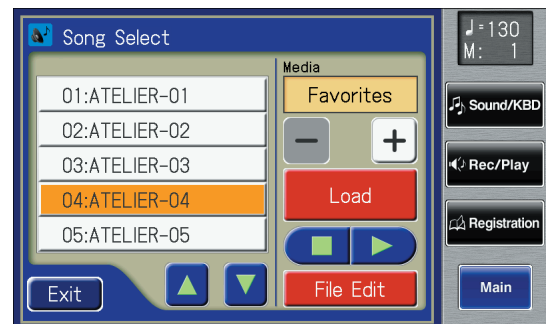 Song Select
Media
Favorites
01:ATELIER-01
02:ATELIER-02
03:ATELIER-03
04:ATELIER-04
05:ATELIER-05
− +
Load
File Edit
Exit
♩=130
M: 1
Sound/KBD
Rec/Play
Registration
Main